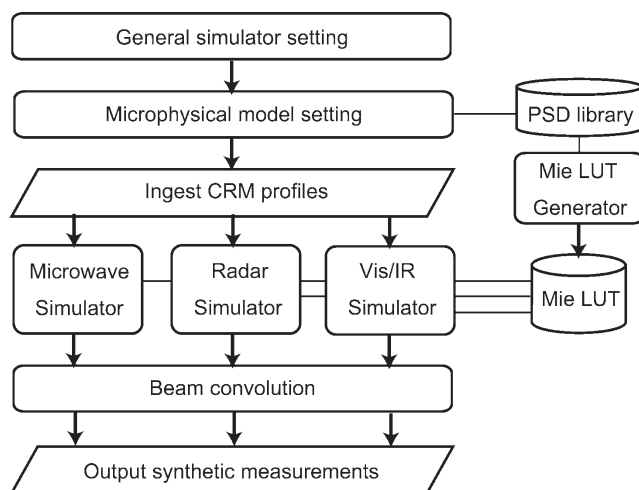 General simulator setting
Microphysical model setting
PSD library
Ingest CRM profiles
Mie LUT
Generator
Microwave
Simulator
Radar
Simulator
Vis/IR
Simulator
Mie LUT
Beam convolution
Output synthetic measurements